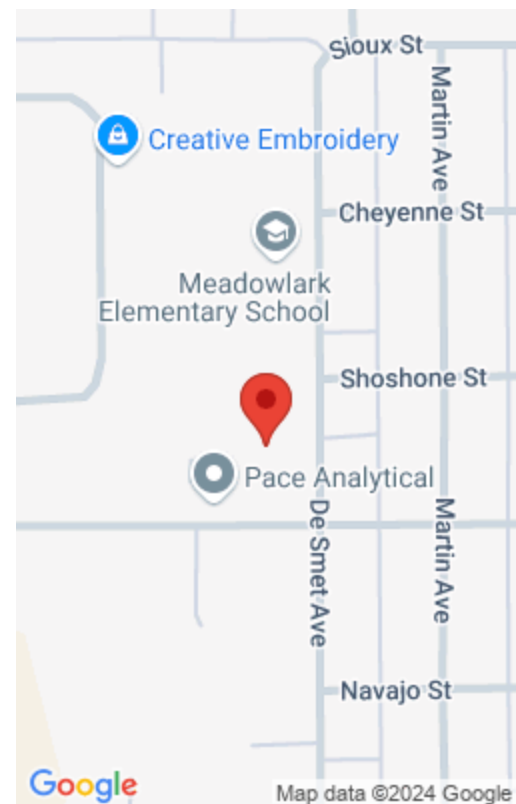 Sioux St
Martin Ave
Creative Embroidery
Cheyenne St
Meadowlark
Elementary School
Shoshone St
Pace Analytical
De Smet Ave
Martin Ave
Navajo St
Google
Map data ©2024 Google